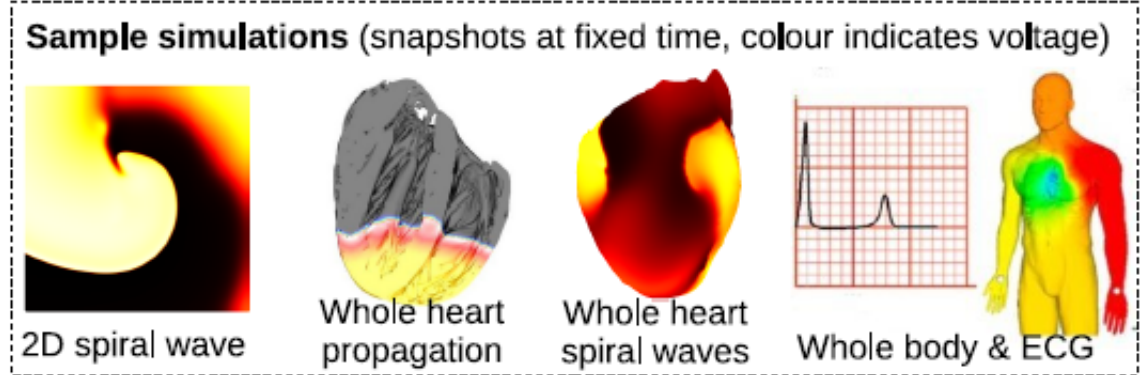 Sample simulations (snapshots at fixed time, colour indicates voltage)
2D spiral wave
Whole heart
propagation
Whole heart
spiral waves
Whole body & ECG